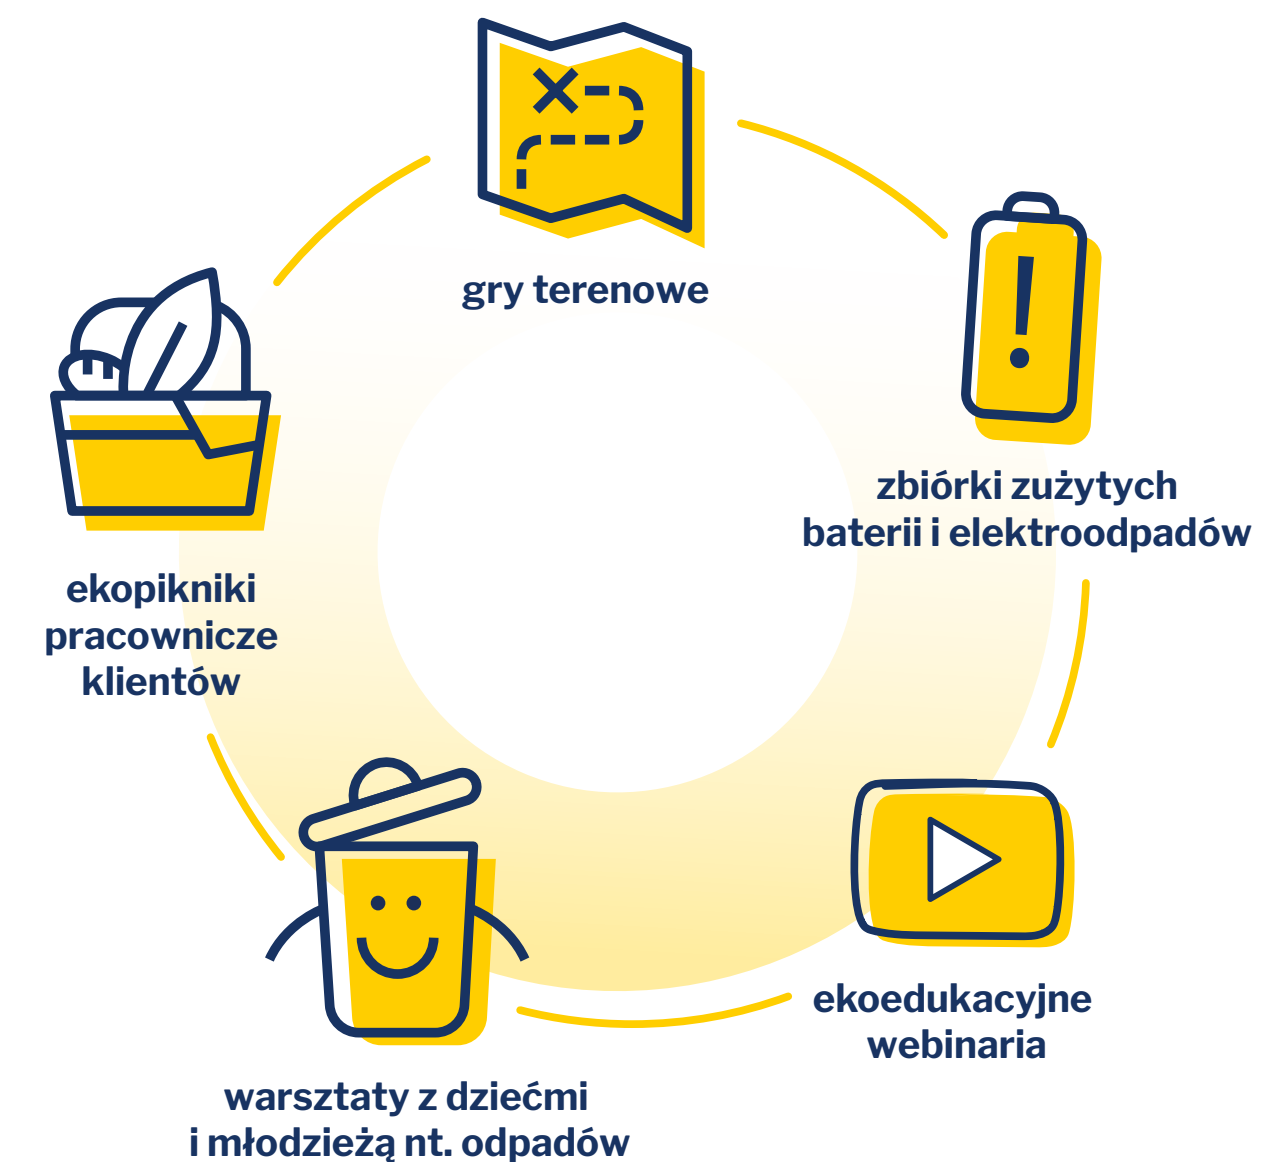 gry terenowe
zbiórki zużytych
baterii i elektroodpadów
ekopikniki
pracownicze
klientów
ekoedukacyjne
webinaria
warsztaty z dziećmi
i młodzieżą nt. odpadów